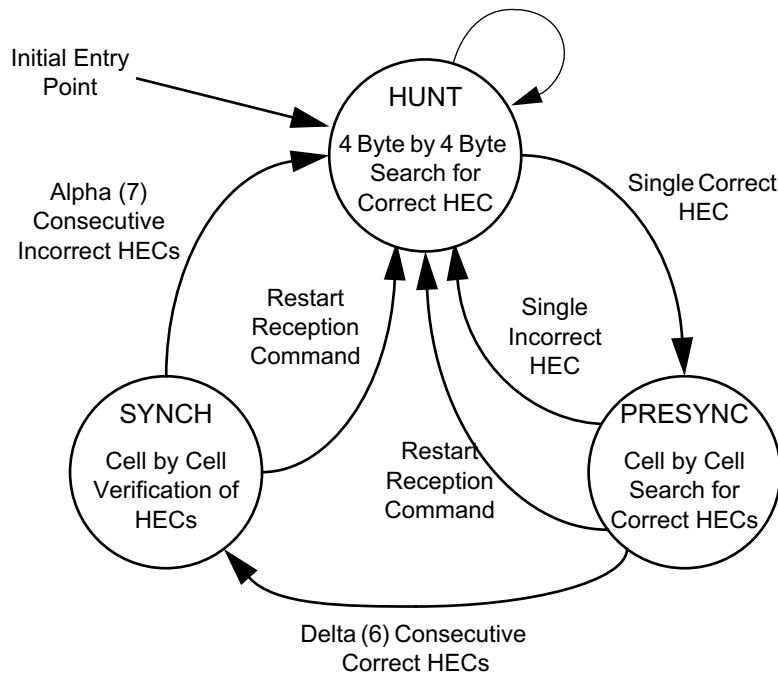 Initial Entry
Point
HUNT
4 Byte by 4 Byte
Search for
Correct HEC
Single Correct
HEC
Alpha (7)
Consecutive
Incorrect HECs
Restart
Reception
Command
Single
Incorrect
HEC
SYNCH
Cell by Cell
Verification of
HECs
Restart
Reception
Command
PRESYNC
Cell by Cell
Search for
Correct HECs
Delta (6) Consecutive
Correct HECs